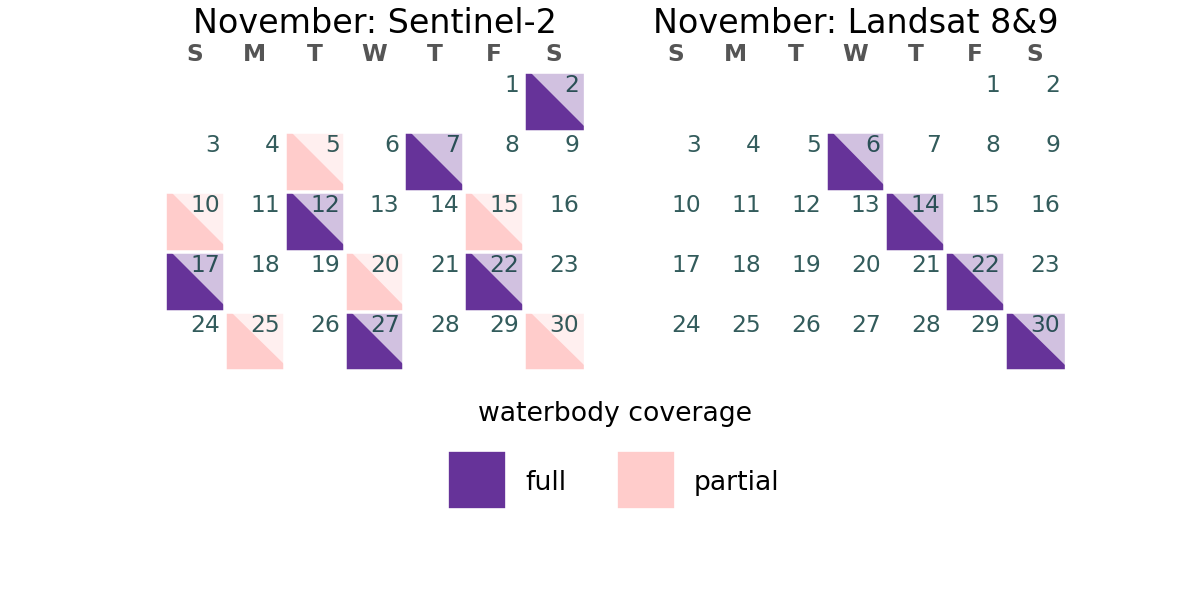 November: Sentinel-2
S M T W T F S
1 2
3 4 5 6 7 8 9
10 11 12 13 14 15 16
17 18 19 20 21 22 23
24 25 26 27 28 29 30
November: Landsat 8&9
S M T W T F S
1 2
3 4 5 6 7 8 9
10 11 12 13 14 15 16
17 18 19 20 21 22 23
24 25 26 27 28 29 30
waterbody coverage
full
partial